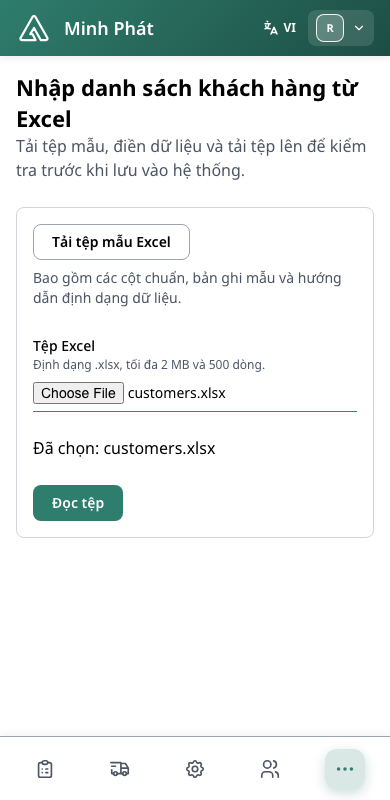 Minh Phát
VI
R
Nhập danh sách khách hàng từ
Excel
Tải tệp mẫu, điền dữ liệu và tải tệp lên để kiểm
tra trước khi lưu vào hệ thống.
Tải tệp mẫu Excel
Bao gồm các cột chuẩn, bản ghi mẫu và hướng
dẫn định dạng dữ liệu.
Tệp Excel
Định dạng .xlsx, tối đa 2 MB và 500 dòng.
Choose File customers.xlsx
Đã chọn: customers.xlsx
Đọc tệp